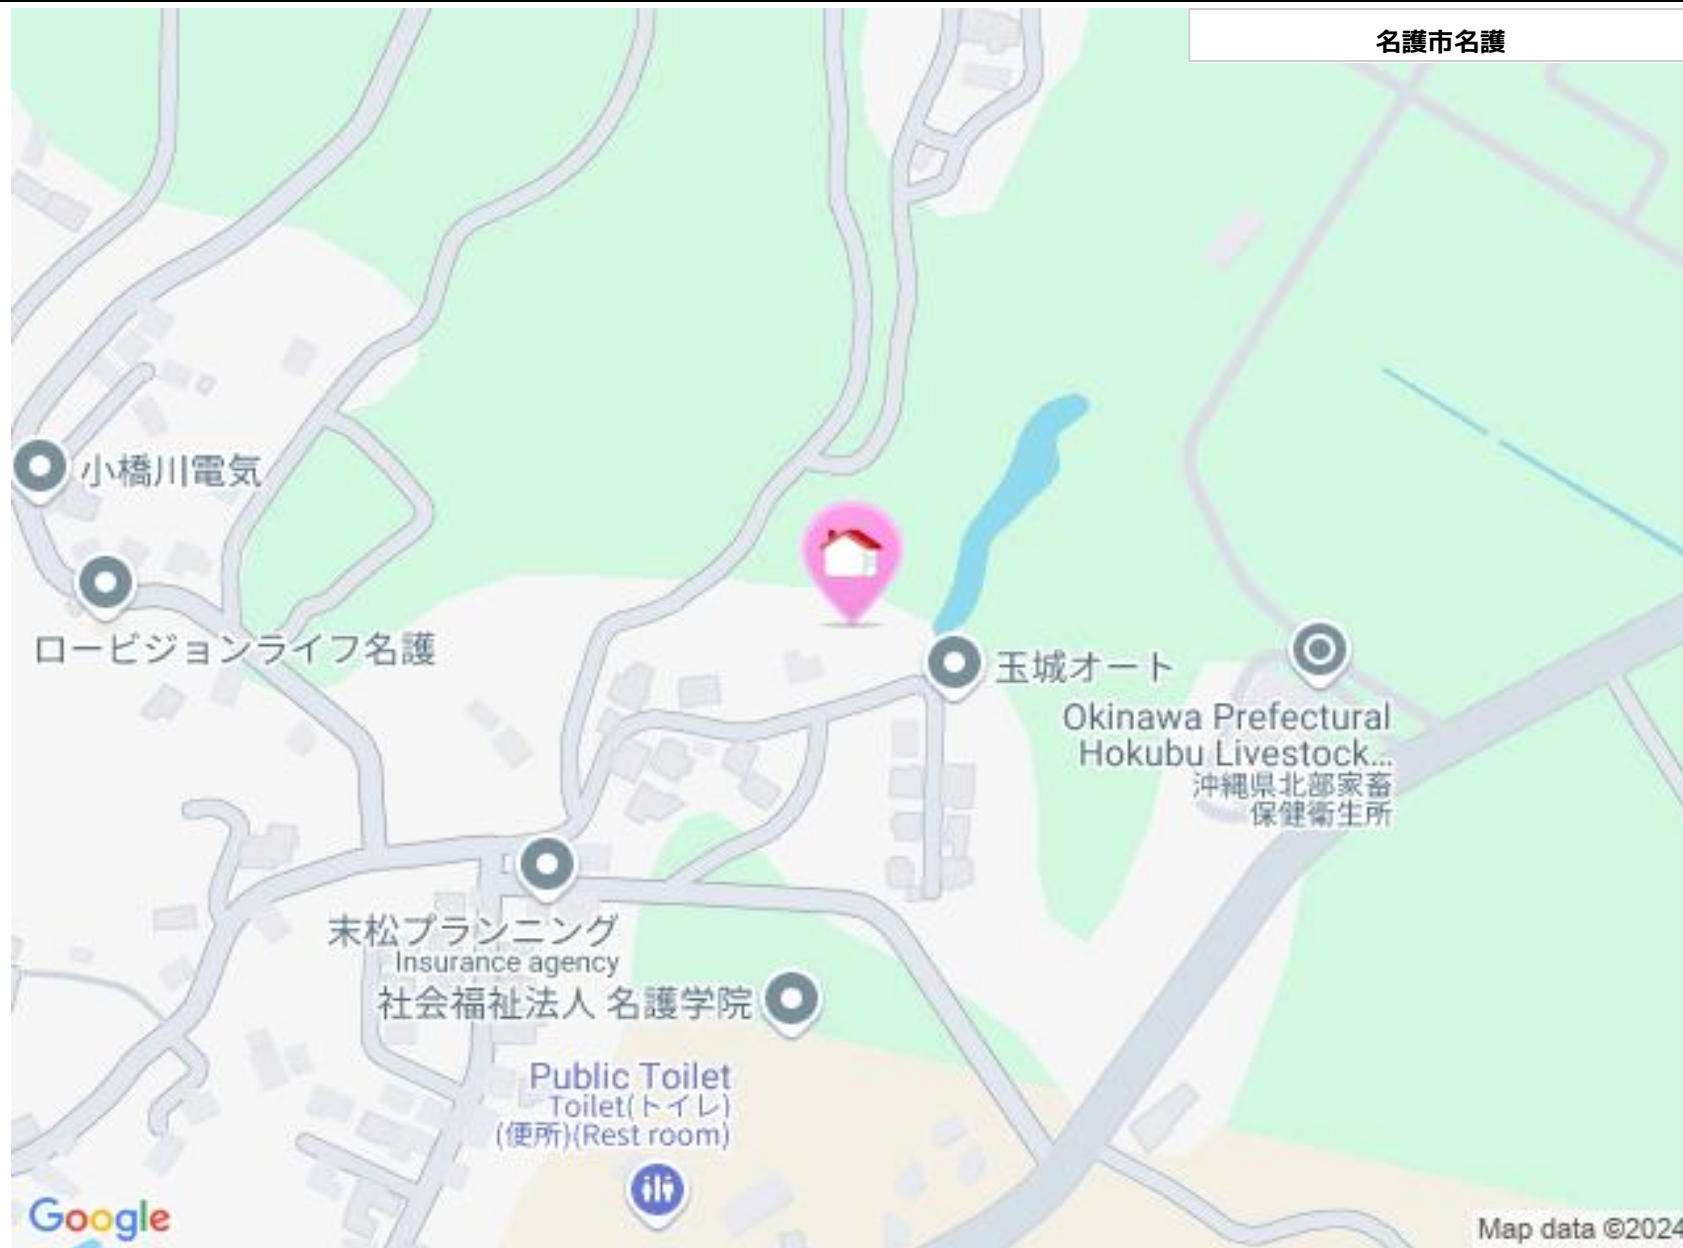 名護市名護
小橋川電気
ロービジョンライフ名護
玉城オート
Okinawa Prefectural
Hokubu Livestock...
沖縄県北部家畜
保健衛生所
末松プランニング
Insurance agency
社会福祉法人 名護学院
Public Toilet
Toilet(トイレ)
(便所)(Rest room)
Google
Map data ©2024